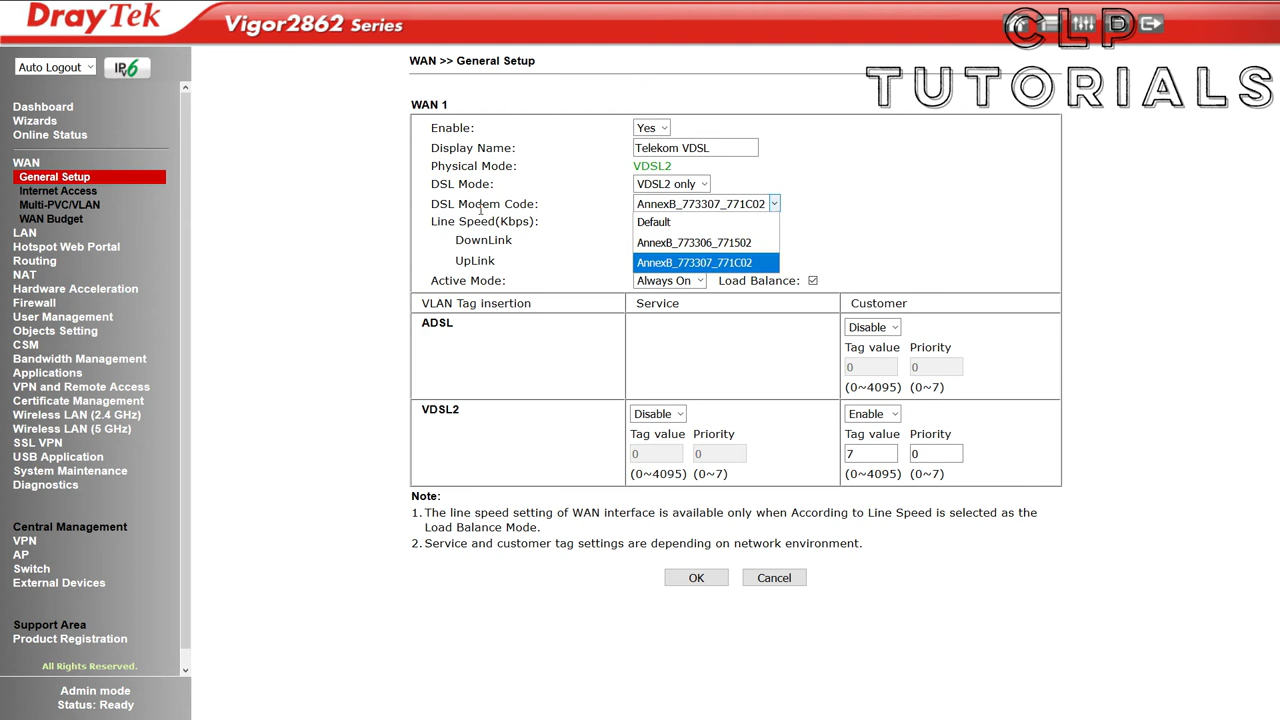 DrayTek
Vigor2862 Series
CLP
TUTORIALS
Auto Logout
IPv6
Dashboard
Wizards
Online Status
WAN
General Setup
Internet Access
Multi-PVC/VLAN
WAN Budget
LAN
Hotspot Web Portal
Routing
NAT
Hardware Acceleration
Firewall
User Management
Objects Setting
CSM
Bandwidth Management
Applications
VPN and Remote Access
Certificate Management
Wireless LAN (2.4 GHz)
Wireless LAN (5 GHz)
SSL VPN
USB Application
System Maintenance
Diagnostics
Central Management
VPN
AP
Switch
External Devices
Support Area
Product Registration
All Rights Reserved.
Admin mode
Status: Ready
WAN >> General Setup
WAN 1
Enable: Yes
Display Name: Telekom VDSL
Physical Mode: VDSL2
DSL Mode: VDSL2 only
DSL Modem Code: AnnexB_773307_771C02
Default
AnnexB_773306_771502
AnnexB_773307_771C02
Line Speed(Kbps):
DownLink
UpLink
Active Mode: Always On Load Balance:
VLAN Tag insertion Service Customer
ADSL
Disable
Tag value Priority
0 0
(0~4095) (0~7)
VDSL2
Disable Enable
Tag value Priority Tag value Priority
0 0 7 0
(0~4095) (0~7) (0~4095) (0~7)
Note:
1. The line speed setting of WAN interface is available only when According to Line Speed is selected as the
Load Balance Mode.
2. Service and customer tag settings are depending on network environment.
OK Cancel